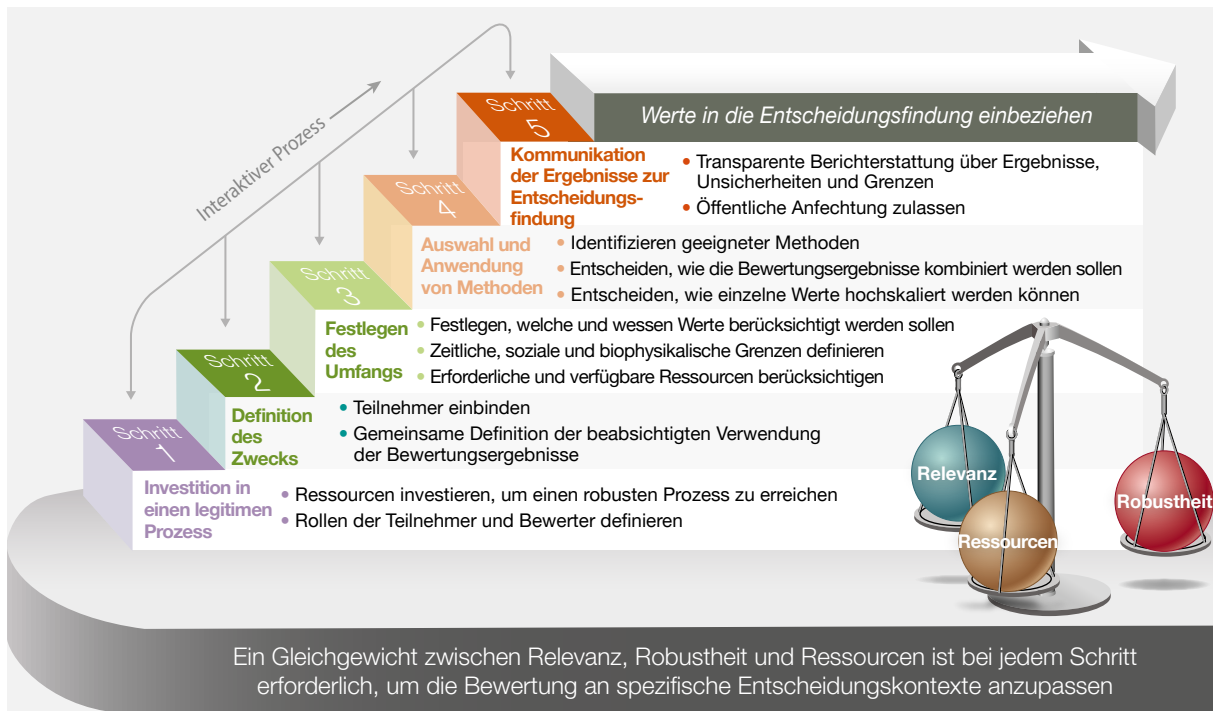 Interaktiver Prozess
Werte in die Entscheidungsfindung einbeziehen
Schritt
5
Kommunikation
der Ergebnisse zur
Entscheidungs-
findung
• Transparente Berichterstattung über Ergebnisse,
Unsicherheiten und Grenzen
• Öffentliche Anfechtung zulassen
Schritt
4
Auswahl und
Anwendung
von Methoden
• Identifizieren geeigneter Methoden
• Entscheiden, wie die Bewertungsergebnisse kombiniert werden sollen
• Entscheiden, wie einzelne Werte hochskaliert werden können
Schritt
3
Festlegen
des
Umfangs
• Festlegen, welche und wessen Werte berücksichtigt werden sollen
• Zeitliche, soziale und biophysikalische Grenzen definieren
• Erforderliche und verfügbare Ressourcen berücksichtigen
Schritt
2
Definition
des
Zwecks
• Teilnehmer einbinden
• Gemeinsame Definition der beabsichtigten Verwendung
der Bewertungsergebnisse
Schritt
1
Investition in
einen legitimen
Prozess
• Ressourcen investieren, um einen robusten Prozess zu erreichen
• Rollen der Teilnehmer und Bewerter definieren
Relevanz
Ressourcen
Robustheit
Ein Gleichgewicht zwischen Relevanz, Robustheit und Ressourcen ist bei jedem Schritt
erforderlich, um die Bewertung an spezifische Entscheidungskontexte anzupassen